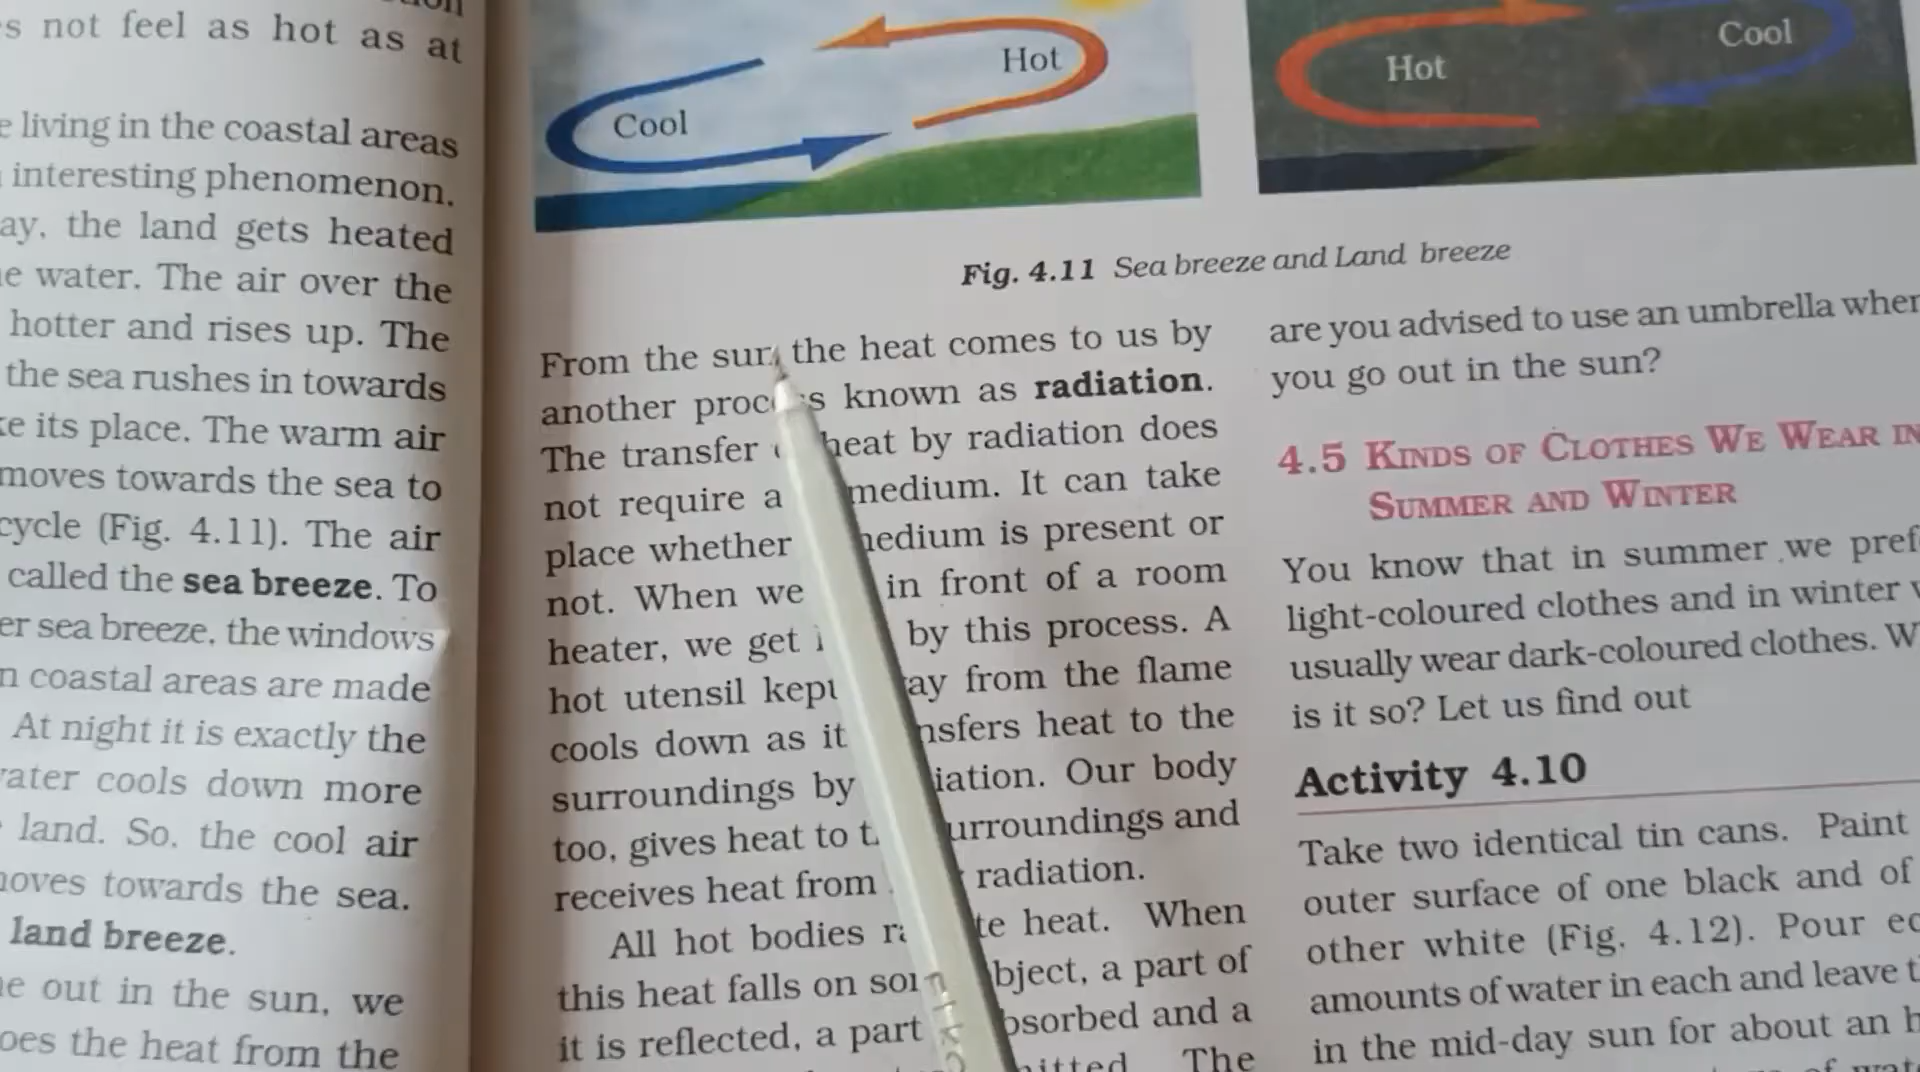 s not feel as hot as at
living in the coastal areas
interesting phenomenon.
ay, the land gets heated
e water. The air over the
hotter and rises up. The
the sea rushes in towards
e its place. The warm air
moves towards the sea to
cycle (Fig. 4.11). The air
called the sea breeze. To
er sea breeze, the windows
n coastal areas are made
At night it is exactly the
ater cools down more
land. So, the cool air
oves towards the sea.
land breeze.
e out in the sun, we
oes the heat from the
Cool
Hot
Hot
Cool
Fig. 4.11 Sea breeze and Land breeze
From the sun the heat comes to us by
another process known as radiation.
The transfer heat by radiation does
not require a medium. It can take
place whether medium is present or
not. When we in front of a room
heater, we get by this process. A
hot utensil kept ay from the flame
cools down as it nsfers heat to the
surroundings by iation. Our body
too, gives heat to urroundings and
receives heat from radiation.
All hot bodies te heat. When
this heat falls on bject, a part of
it is reflected, a part bsorbed and a
itted. The
are you advised to use an umbrella when
you go out in the sun?
4.5 KINDS OF CLOTHES WE WEAR IN
SUMMER AND WINTER
You know that in summer we pref
light-coloured clothes and in winter
usually wear dark-coloured clothes. W
is it so? Let us find out
Activity 4.10
Take two identical tin cans. Paint
outer surface of one black and of
other white (Fig. 4.12). Pour eq
amounts of water in each and leave t
in the mid-day sun for about an h